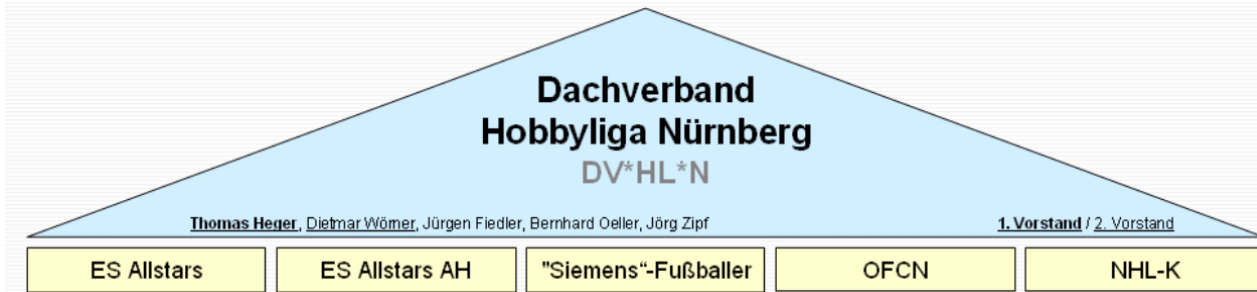 Dachverband
Hobbyliga Nürnberg
DV*HL*N
Thomas Heger, Dietmar Wörner, Jürgen Fiedler, Bernhard Oeller, Jörg Zipf
1. Vorstand / 2. Vorstand
ES Allstars
ES Allstars AH
"Siemens“-Fußballer
OFCN
NHL-K